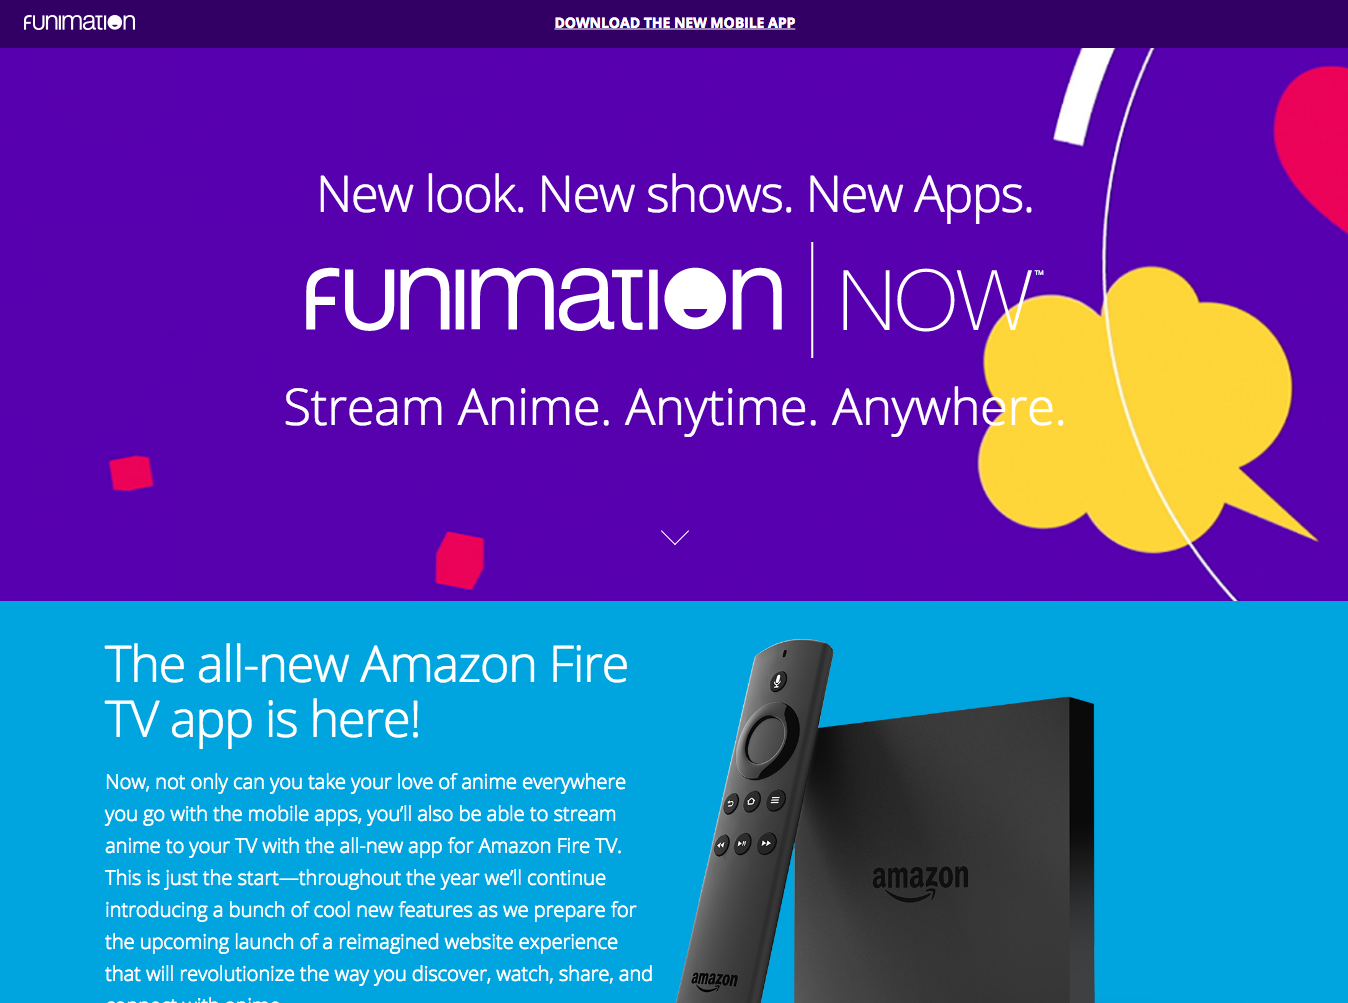 FUNIMATION
DOWNLOAD THE NEW MOBILE APP
New look. New shows. New Apps.
FUNIMATION | NOW™
Stream Anime. Anytime. Anywhere.
The all-new Amazon Fire
TV app is here!
Now, not only can you take your love of anime everywhere
you go with the mobile apps, you’ll also be able to stream
anime to your TV with the all-new app for Amazon Fire TV.
This is just the start—throughout the year we’ll continue
introducing a bunch of cool new features as we prepare for
the upcoming launch of a reimagined website experience
that will revolutionize the way you discover, watch, share, and
connect with anime.
amazon
amazon